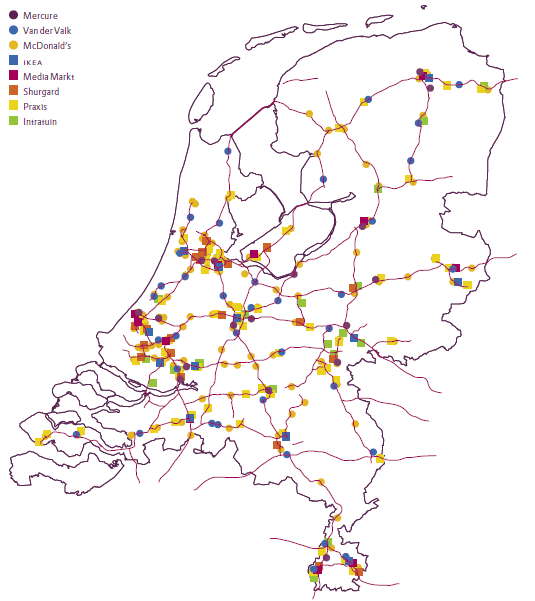 Mercure
Van der Valk
McDonald's
IKEA
Media Markt
Shurgard
Praxis
Intratuin